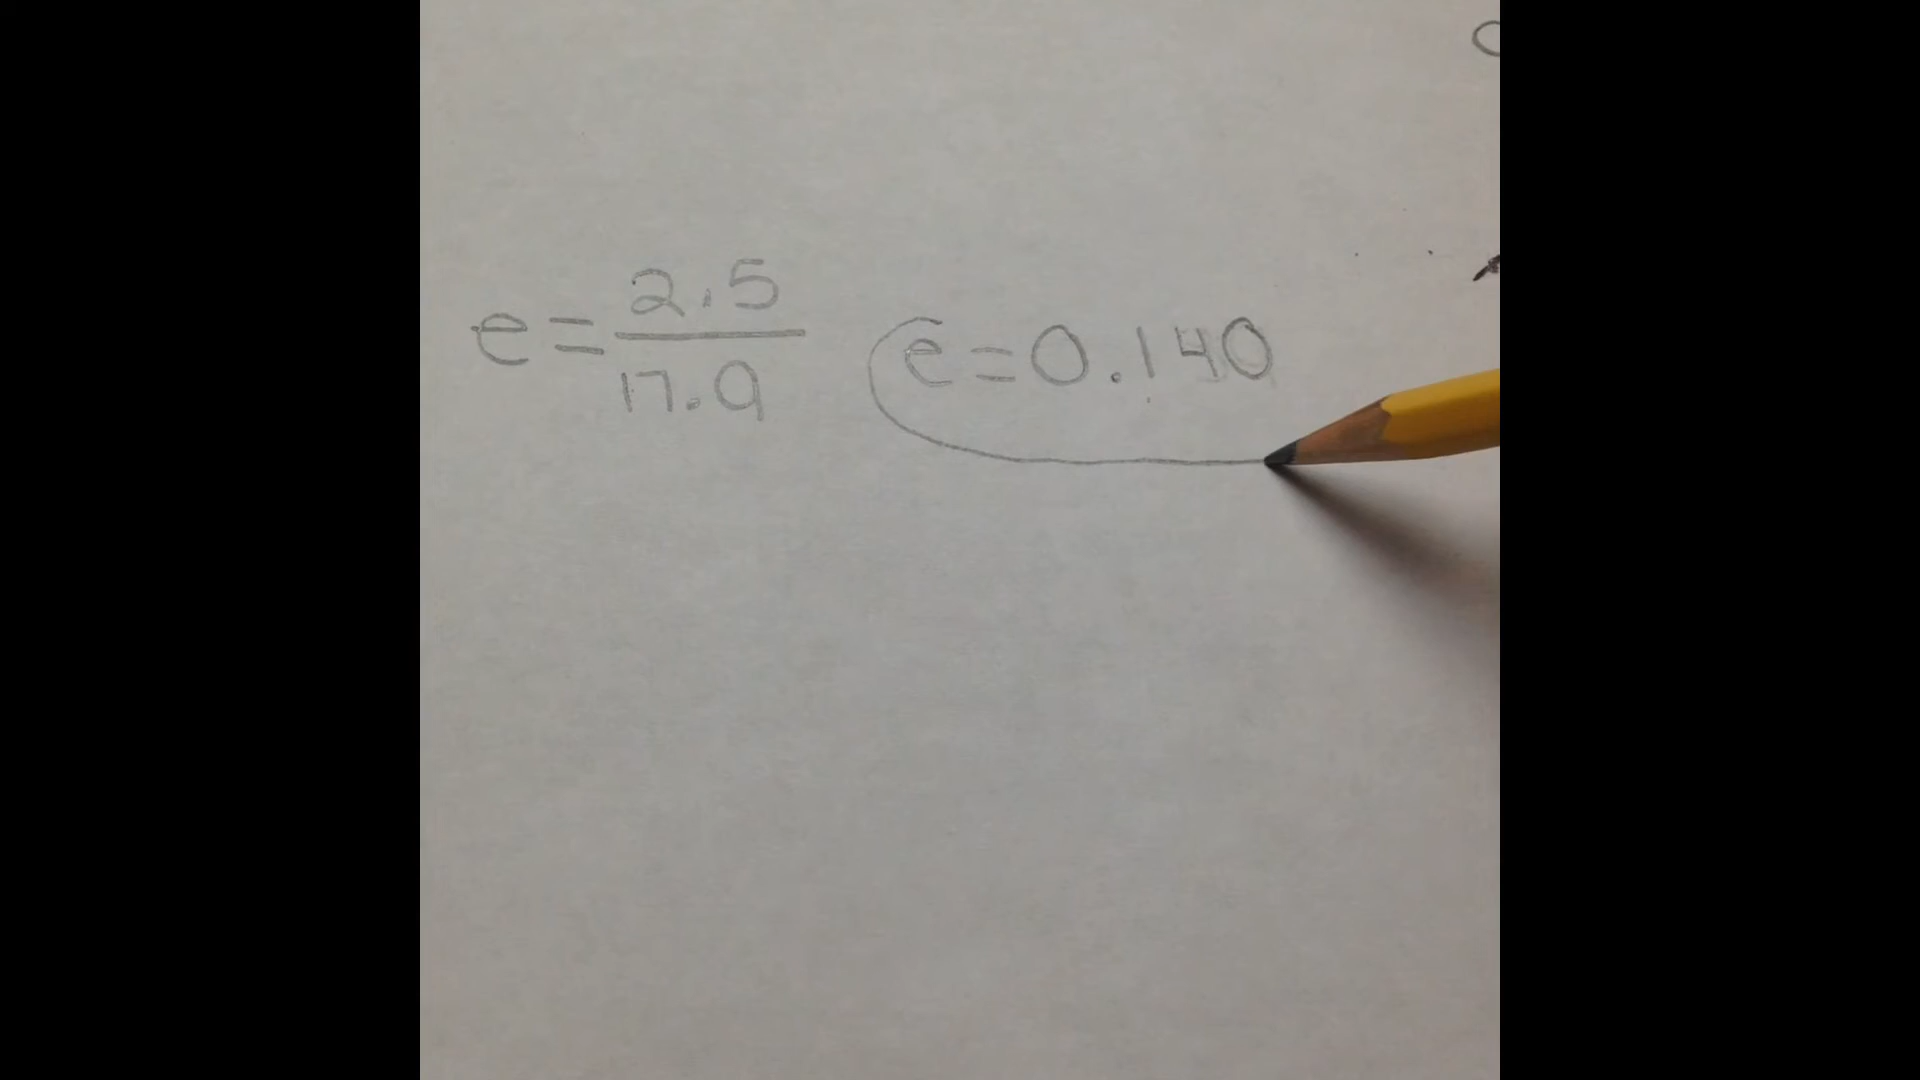 e = 2.5 / 17.9 e = 0.140